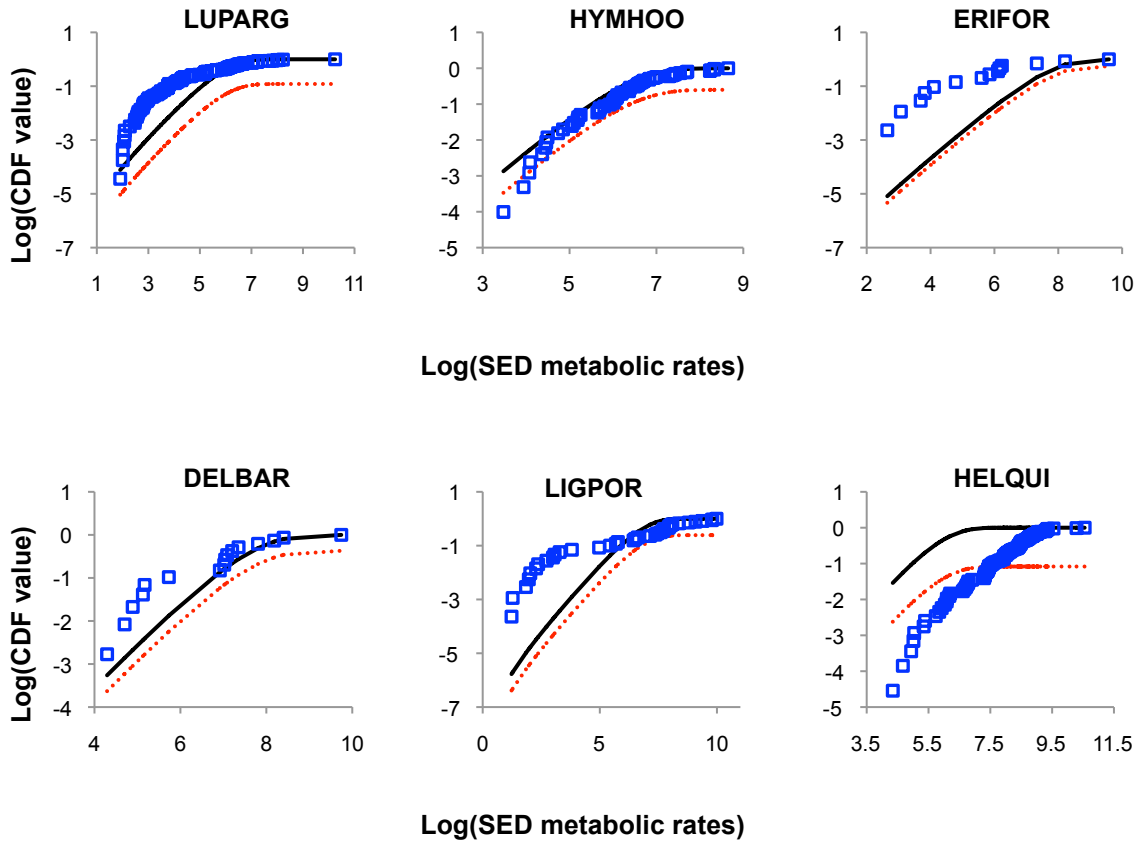 LUPARG HYMHOO ERIFOR
1 1 1
-1 0 -1
-1
-3 -2 -3
-3
-5 -5
-4
-7 -5 -7
1 3 5 7 9 11 3 5 7 9 2 4 6 8 10
Log(CDF value)
Log(SED metabolic rates)
DELBAR LIGPOR HELQUI
1 1 1
0 -1 0
-1 -1
-3 -2
-2 -3
-3 -5 -4
-4 -7 -5
4 6 8 10 0 5 10 3.5 5.5 7.5 9.5 11.5
Log(CDF value)
Log(SED metabolic rates)